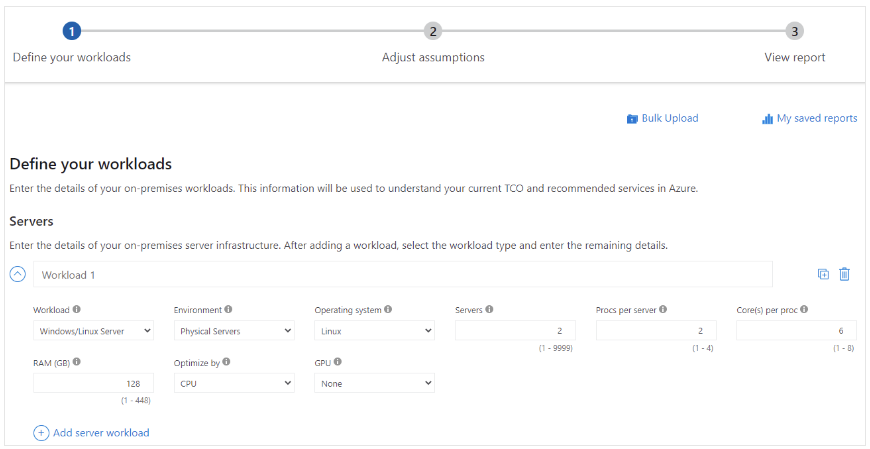 1 2 3
Define your workloads Adjust assumptions View report
Bulk Upload My saved reports
Define your workloads
Enter the details of your on-premises workloads. This information will be used to understand your current TCO and recommended services in Azure.
Servers
Enter the details of your on-premises server infrastructure. After adding a workload, select the workload type and enter the remaining details.
Workload 1
Workload Environment Operating system Servers Procs per server Core(s) per proc
Windows/Linux Server Physical Servers Linux 2 2 6
(1 - 9999) (1 - 4) (1 - 8)
RAM (GB) Optimize by GPU
128 CPU None
(1 - 448)
Add server workload